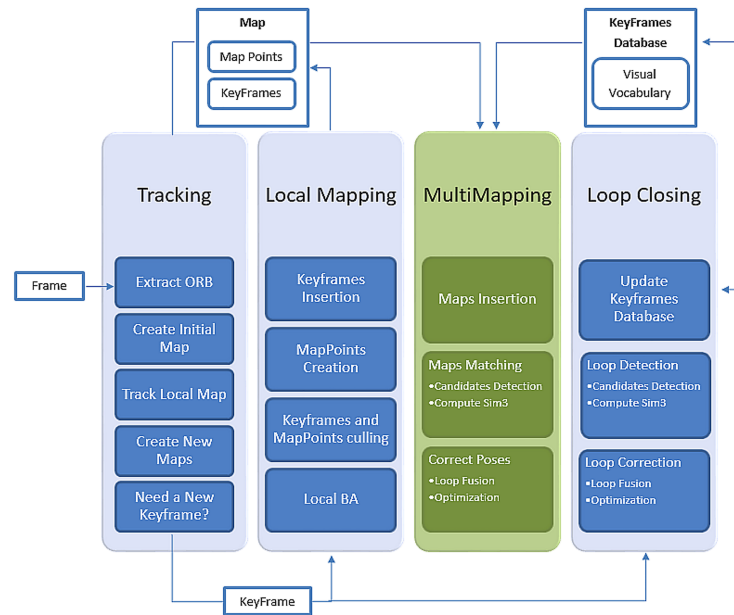 Map
Map Points
KeyFrames
KeyFrames
Database
Visual
Vocabulary
Tracking
Local Mapping
MultiMapping
Loop Closing
Frame
Extract ORB
Create Initial
Map
Track Local Map
Create New
Maps
Need a New
Keyframe?
Keyframes
Insertion
MapPoints
Creation
Keyframes and
MapPoints culling
Local BA
Maps Insertion
Maps Matching
•Candidates Detection
•Compute Sim3
Correct Poses
•Loop Fusion
•Optimization
Update
Keyframes
Database
Loop Detection
•Candidates Detection
•Compute Sim3
Loop Correction
•Loop Fusion
•Optimization
KeyFrame